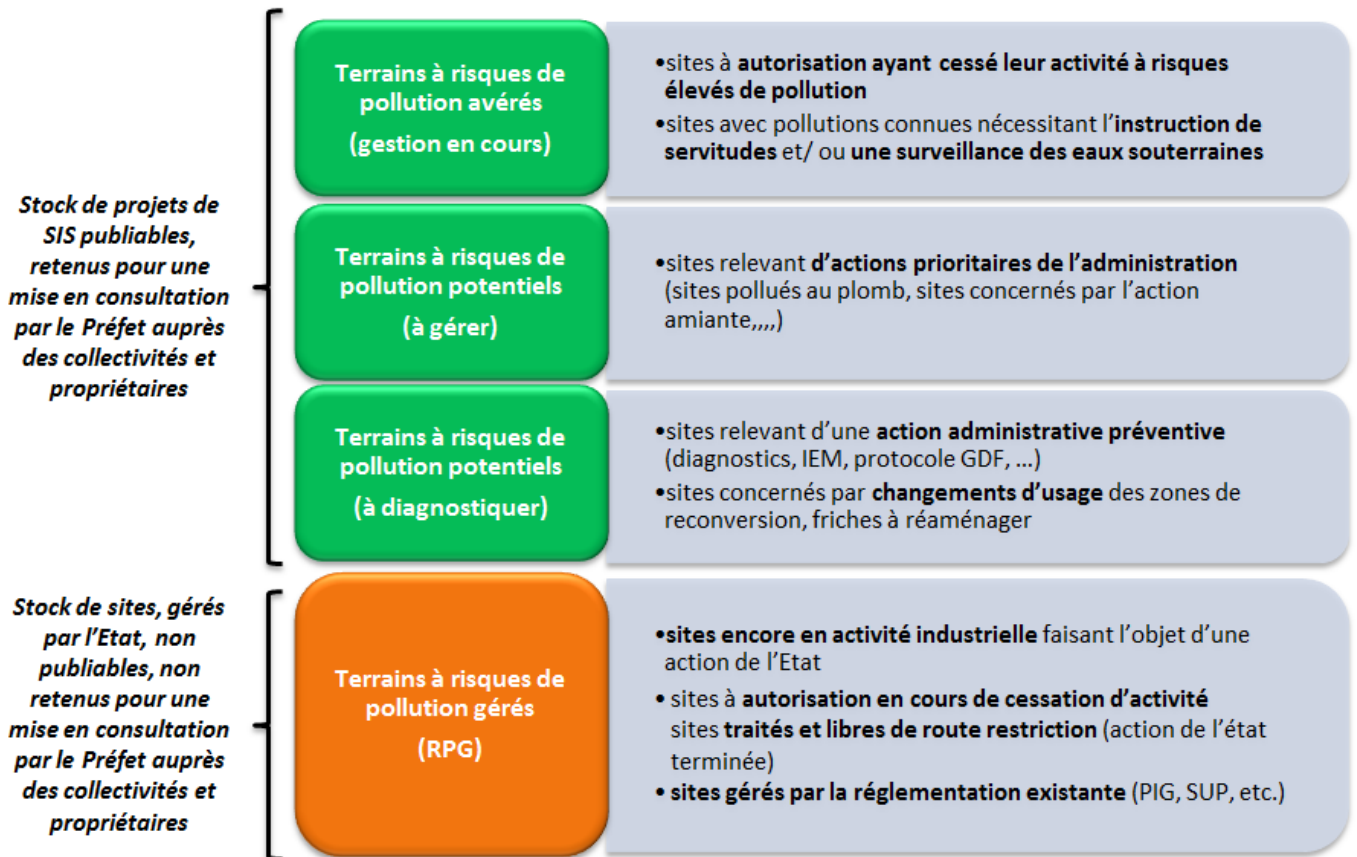 Stock de projets de
SIS publiables,
retenus pour une
mise en consultation
par le Préfet auprès
des collectivités et
propriétaires
Terrains à risques de
pollution avérés
(gestion en cours)
•sites à autorisation ayant cessé leur activité à risques
élevés de pollution
•sites avec pollutions connues nécessitant l'instruction de
servitudes et/ ou une surveillance des eaux souterraines
Terrains à risques de
pollution potentiels
(à gérer)
•sites relevant d'actions prioritaires de l'administration
(sites pollués au plomb, sites concernés par l'action
amiante,,,,)
Terrains à risques de
pollution potentiels
(à diagnostiquer)
•sites relevant d'une action administrative préventive
(diagnostics, IEM, protocole GDF, ...)
•sites concernés par changements d'usage des zones de
reconversion, friches à réaménager
Stock de sites, gérés
par l'Etat, non
publiables, non
retenus pour une
mise en consultation
par le Préfet auprès
des collectivités et
propriétaires
Terrains à risques de
pollution gérés
(RPG)
•sites encore en activité industrielle faisant l'objet d'une
action de l'Etat
• sites à autorisation en cours de cessation d'activité
sites traités et libres de route restriction (action de l'état
terminée)
• sites gérés par la réglementation existante (PIG, SUP, etc.)